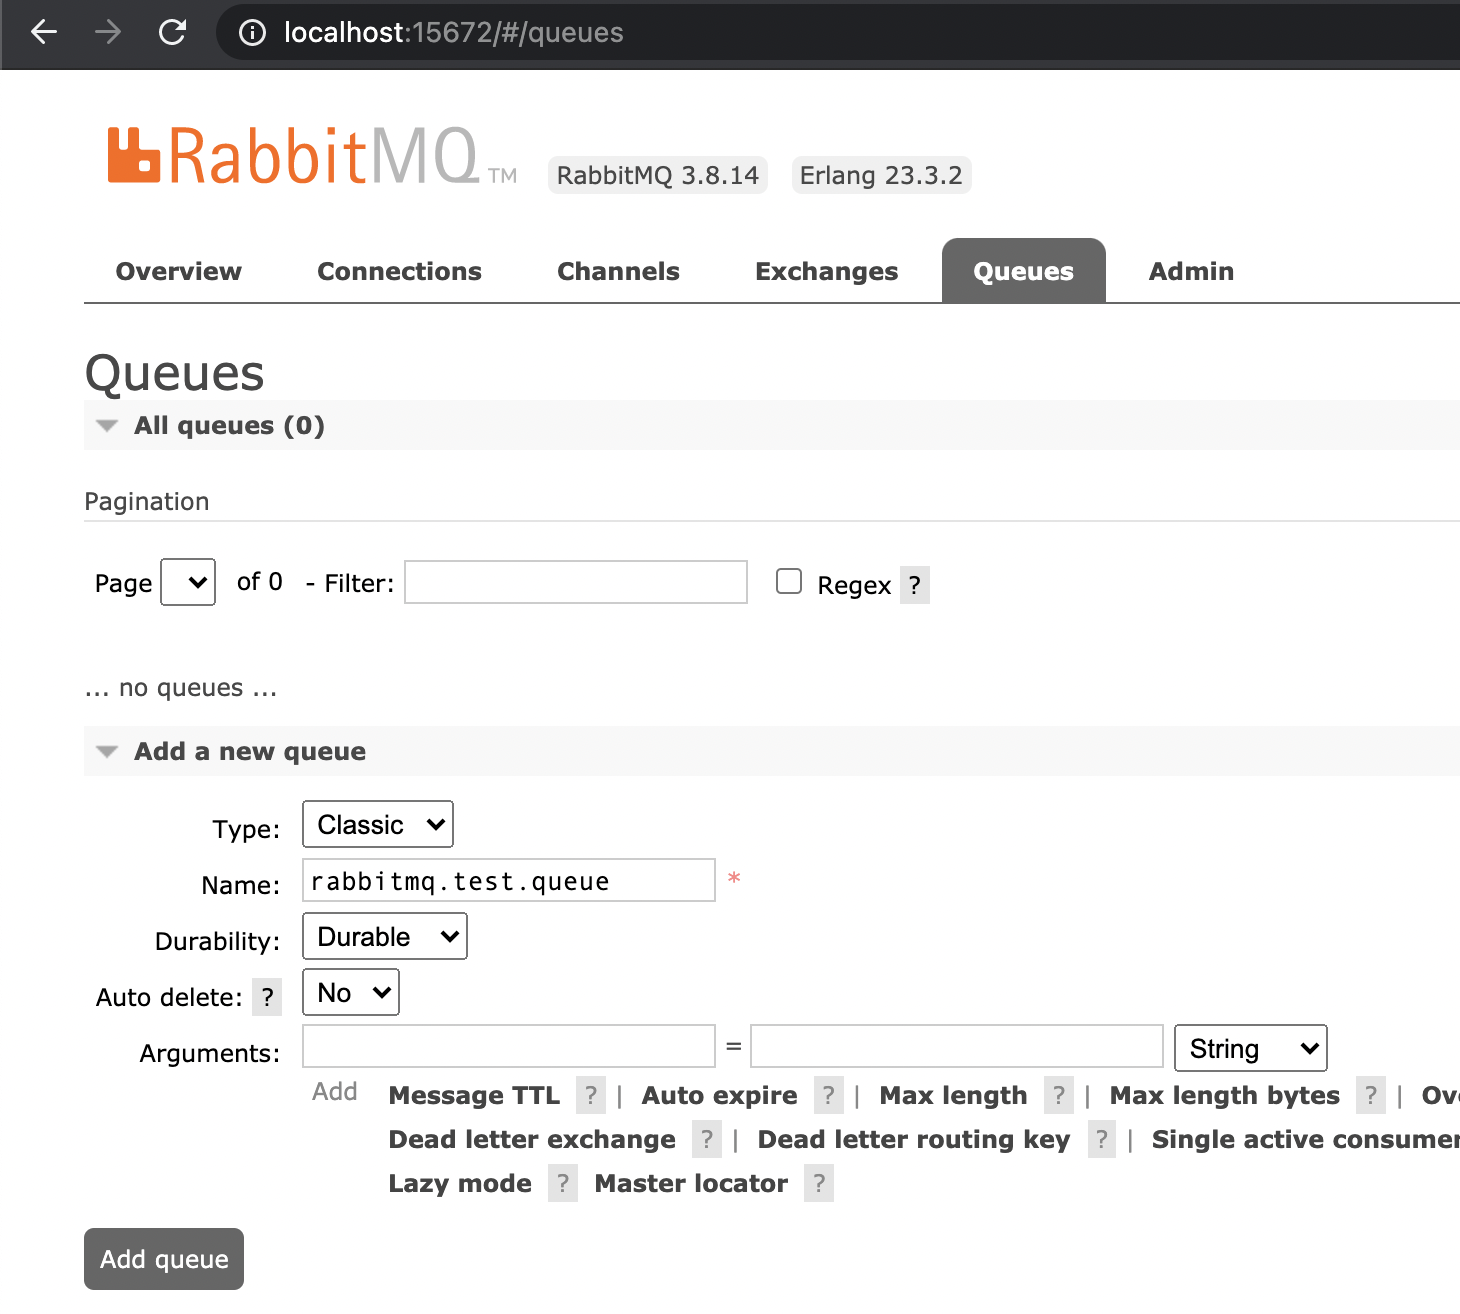 localhost:15672/#/queues
RabbitMQ TM RabbitMQ 3.8.14 Erlang 23.3.2
Overview Connections Channels Exchanges Queues Admin
Queues
All queues (0)
Pagination
Page of 0 - Filter: Regex ?
... no queues ...
Add a new queue
Type: Classic
Name: rabbitmq.test.queue *
Durability: Durable
Auto delete: ? No
Arguments: = String
Add Message TTL ? | Auto expire ? | Max length ? | Max length bytes ? | Ov
Dead letter exchange ? | Dead letter routing key ? | Single active consumer
Lazy mode ? Master locator ?
Add queue